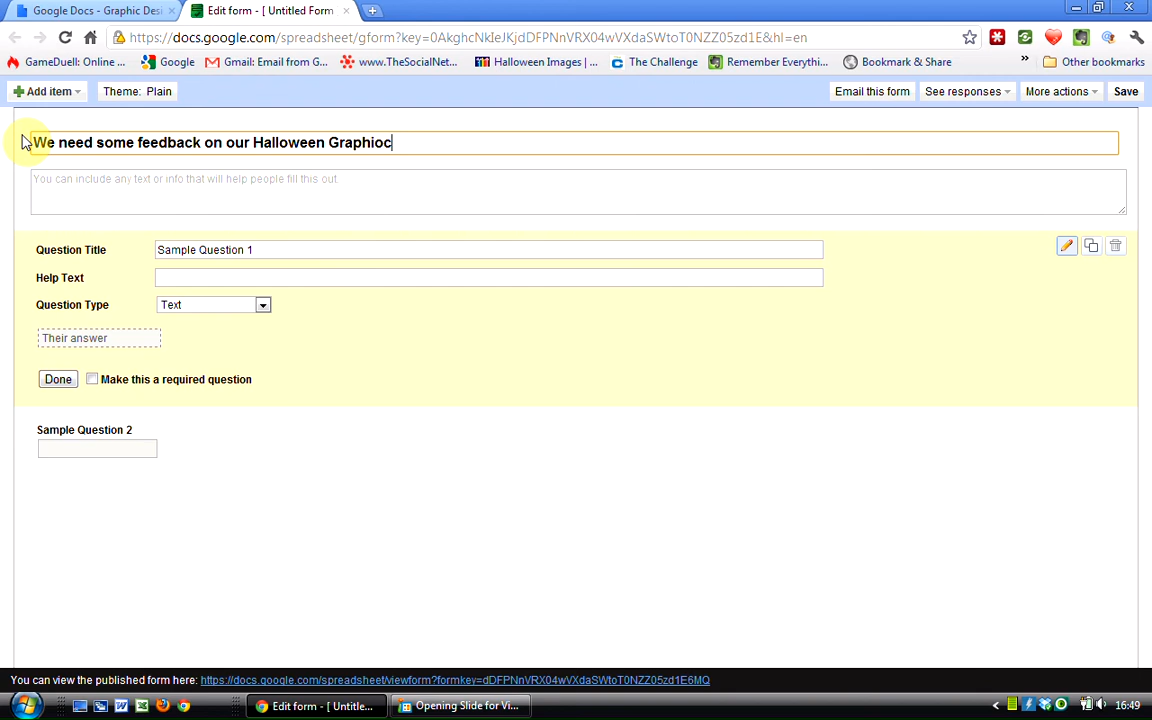 Google Docs - Graphic Desi
Edit form - [ Untitled Form
https://docs.google.com/spreadsheet/gform?key=0AkghcNkIeJKjdDFPNnVRX04wVXdaSWtoT0NZZ05zd1E&hl=en
GameDuell: Online ... Google Gmail: Email from G... www.TheSocialNet... Halloween Images | ... The Challenge Remember Everythi... Bookmark & Share » Other bookmarks
Add item Theme: Plain Email this form See responses More actions Save
We need some feedback on our Halloween Graphioc
You can include any text or info that will help people fill this out.
Question Title Sample Question 1
Help Text
Question Type Text
Their answer
Done Make this a required question
Sample Question 2
You can view the published form here: https://docs.google.com/spreadsheet/viewform?formkey=dDFPNnVRX04wVXdaSWtoT0NZZ05zd1E6MQ
Edit form - [ Untitle... Opening Slide for Vi... < 16:49